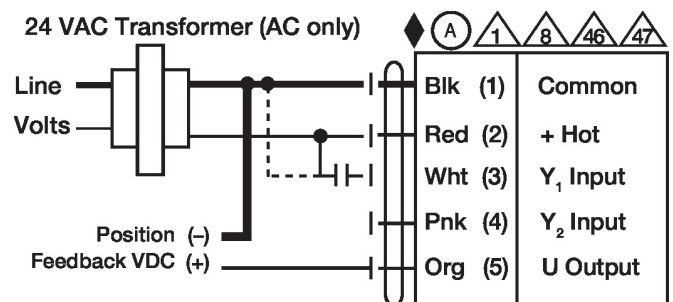 24 VAC Transformer (AC only)
A 1 8 46 47
Line
Volts
Blk (1) Common
Red (2) + Hot
Wht (3) Y1 Input
Pnk (4) Y2 Input
Org (5) U Output
Position (–)
Feedback VDC (+)